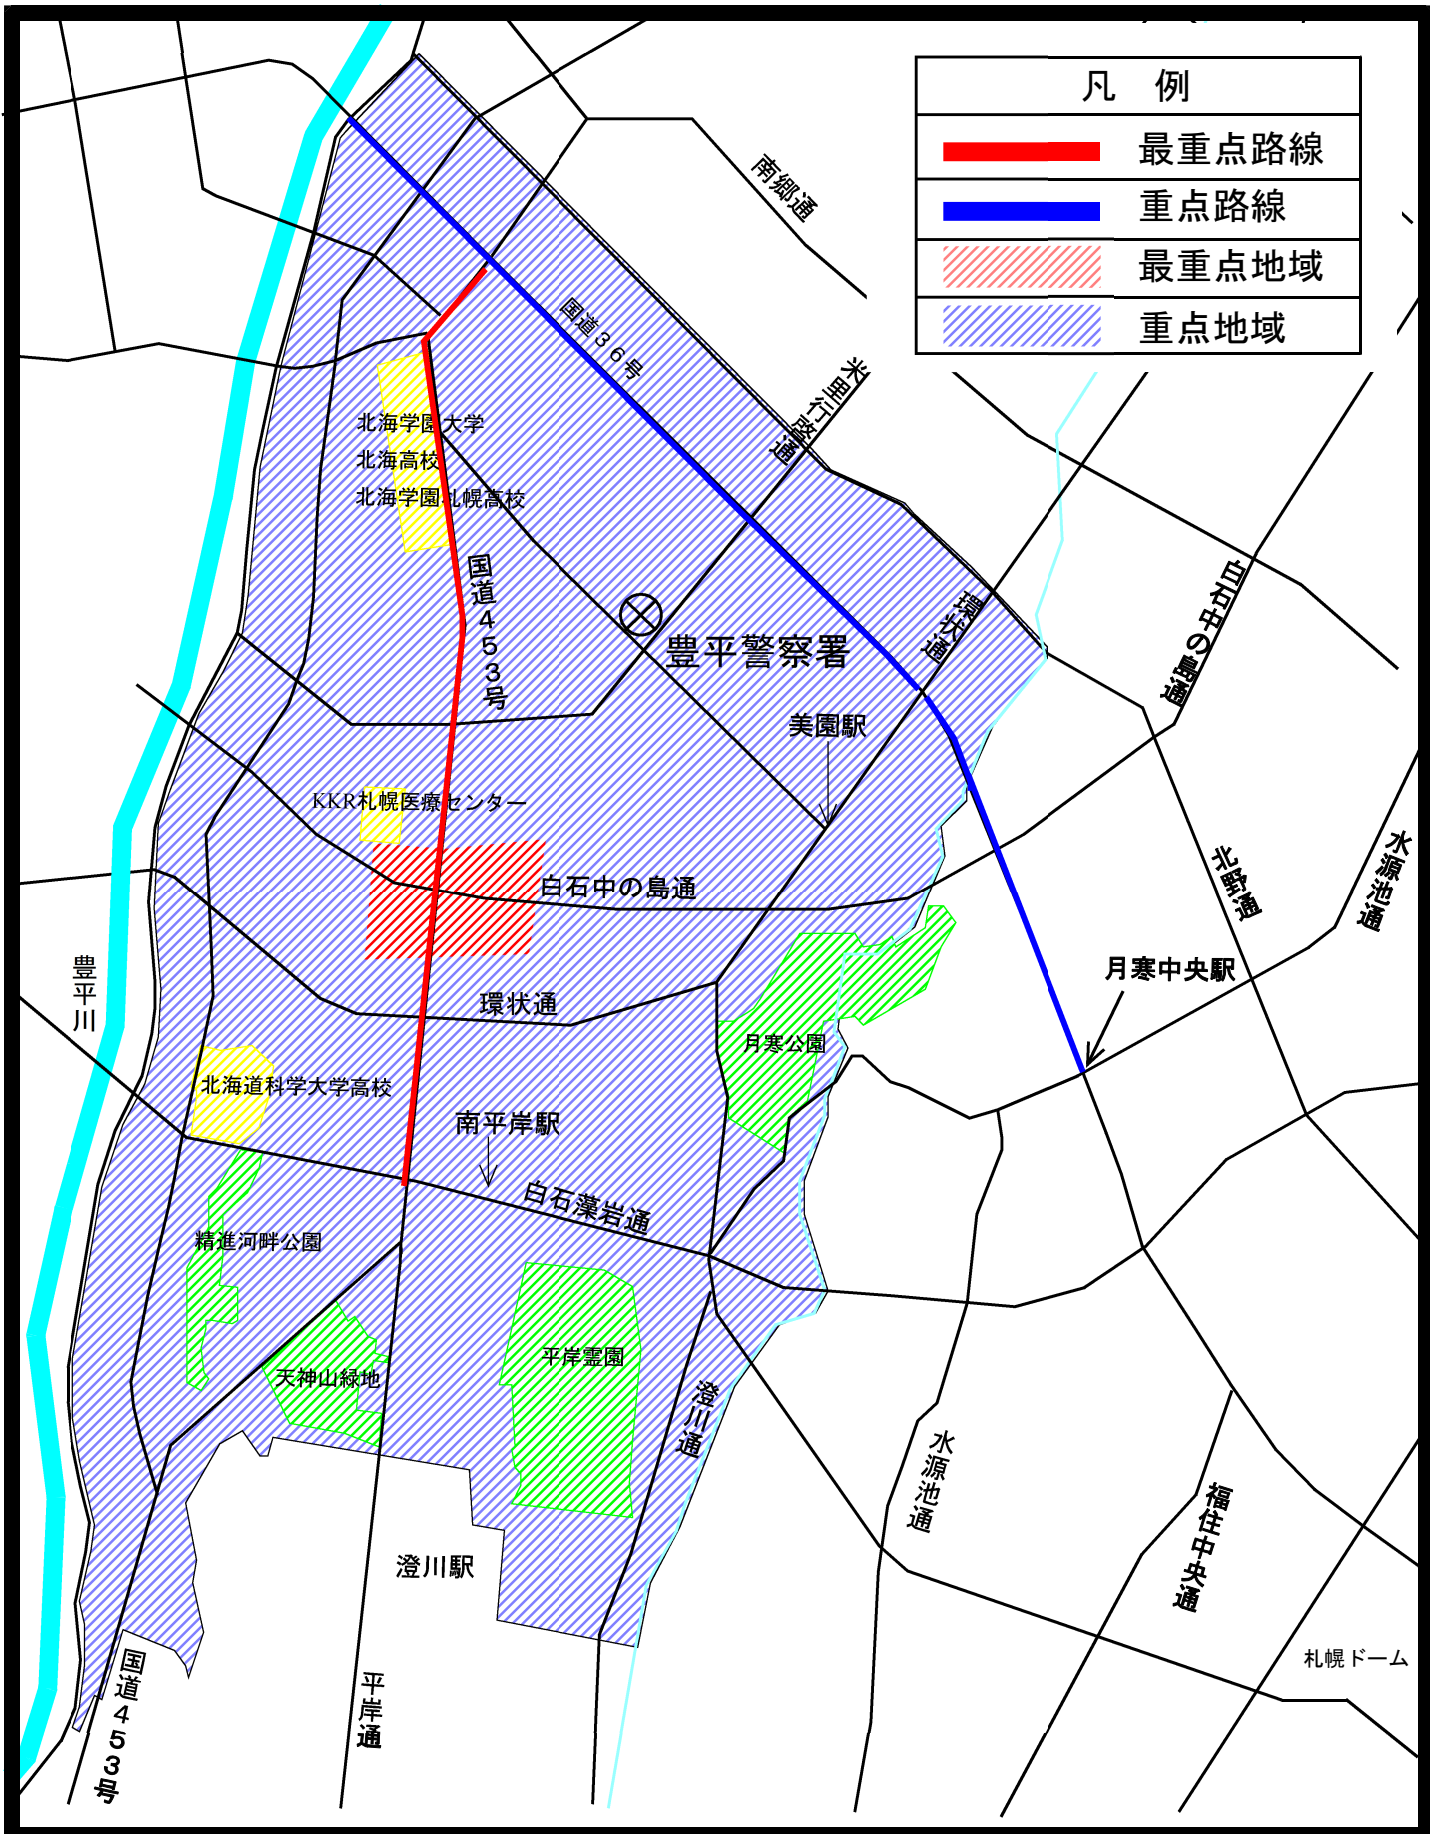 凡 例
最重点路線
重点路線
最重点地域
重点地域
南郷通
国道36号
米里行啓通
北海学園大学
北海高校
北海学園札幌高校
国道453号
豊平警察署
環状通
白石中の島通
美園駅
KKR札幌医療センター
白石中の島通
北野通
水源池通
豊平川
月寒中央駅
環状通
月寒公園
北海道科学大学高校
南平岸駅
白石藻岩通
精進河畔公園
平岸霊園
天神山緑地
澄川通
水源池通
福住中央通
澄川駅
札幌ドーム
国道453号
平岸通